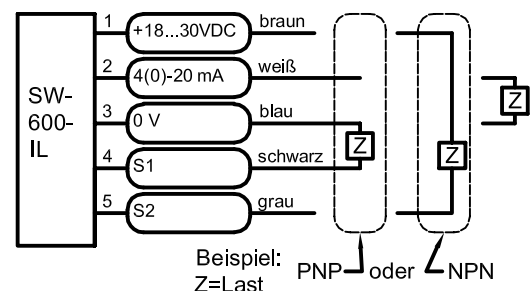 1 +18...30VDC braun
2 4(0)-20 mA weiß
3 0 V blau
4 S1 schwarz
5 S2 grau
SW-
600-
IL
Z
Z
Z
Beispiel:
Z=Last
PNP oder NPN